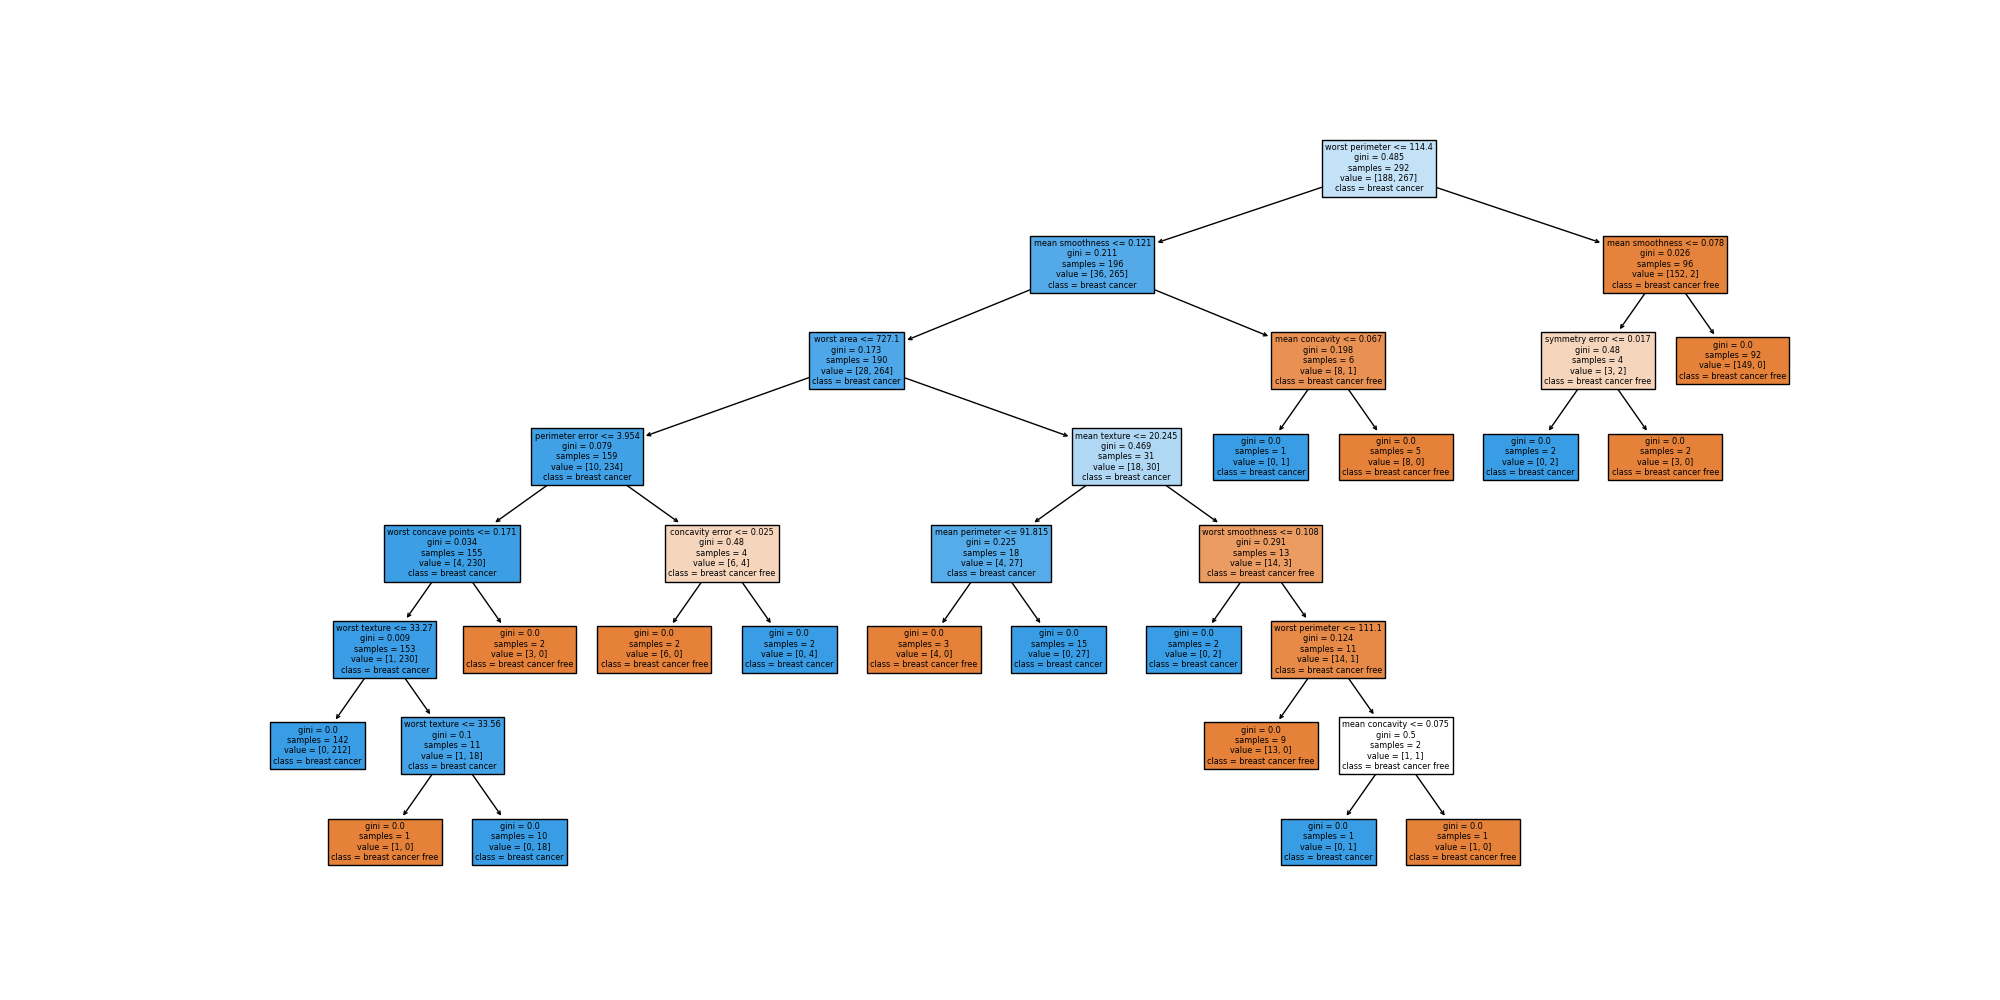 worst perimeter <= 114.4
gini = 0.485
samples = 292
value = [188, 267]
class = breast cancer
mean smoothness <= 0.121
gini = 0.211
samples = 196
value = [36, 265]
class = breast cancer
mean smoothness <= 0.078
gini = 0.026
samples = 96
value = [152, 2]
class = breast cancer free
worst area <= 727.1
gini = 0.173
samples = 190
value = [28, 264]
class = breast cancer
mean concavity <= 0.067
gini = 0.198
samples = 6
value = [8, 1]
class = breast cancer free
symmetry error <= 0.017
gini = 0.48
samples = 4
value = [3, 2]
class = breast cancer free
gini = 0.0
samples = 92
value = [149, 0]
class = breast cancer free
perimeter error <= 3.954
gini = 0.079
samples = 159
value = [10, 234]
class = breast cancer
mean texture <= 20.245
gini = 0.469
samples = 31
value = [18, 30]
class = breast cancer
gini = 0.0
samples = 1
value = [0, 1]
class = breast cancer
gini = 0.0
samples = 5
value = [8, 0]
class = breast cancer free
gini = 0.0
samples = 2
value = [0, 2]
class = breast cancer
gini = 0.0
samples = 2
value = [3, 0]
class = breast cancer free
worst concave points <= 0.171
gini = 0.034
samples = 155
value = [4, 230]
class = breast cancer
concavity error <= 0.025
gini = 0.48
samples = 4
value = [6, 4]
class = breast cancer free
mean perimeter <= 91.815
gini = 0.225
samples = 18
value = [4, 27]
class = breast cancer
worst smoothness <= 0.108
gini = 0.291
samples = 13
value = [14, 3]
class = breast cancer free
worst texture <= 33.27
gini = 0.009
samples = 153
value = [1, 230]
class = breast cancer
gini = 0.0
samples = 2
value = [3, 0]
class = breast cancer free
gini = 0.0
samples = 2
value = [6, 0]
class = breast cancer free
gini = 0.0
samples = 2
value = [0, 4]
class = breast cancer
gini = 0.0
samples = 3
value = [4, 0]
class = breast cancer free
gini = 0.0
samples = 15
value = [0, 27]
class = breast cancer
gini = 0.0
samples = 2
value = [0, 2]
class = breast cancer
worst perimeter <= 111.1
gini = 0.124
samples = 11
value = [14, 1]
class = breast cancer free
gini = 0.0
samples = 142
value = [0, 212]
class = breast cancer
worst texture <= 33.56
gini = 0.1
samples = 11
value = [1, 18]
class = breast cancer
gini = 0.0
samples = 9
value = [13, 0]
class = breast cancer free
mean concavity <= 0.075
gini = 0.5
samples = 2
value = [1, 1]
class = breast cancer free
gini = 0.0
samples = 1
value = [1, 0]
class = breast cancer free
gini = 0.0
samples = 10
value = [0, 18]
class = breast cancer
gini = 0.0
samples = 1
value = [0, 1]
class = breast cancer
gini = 0.0
samples = 1
value = [1, 0]
class = breast cancer free